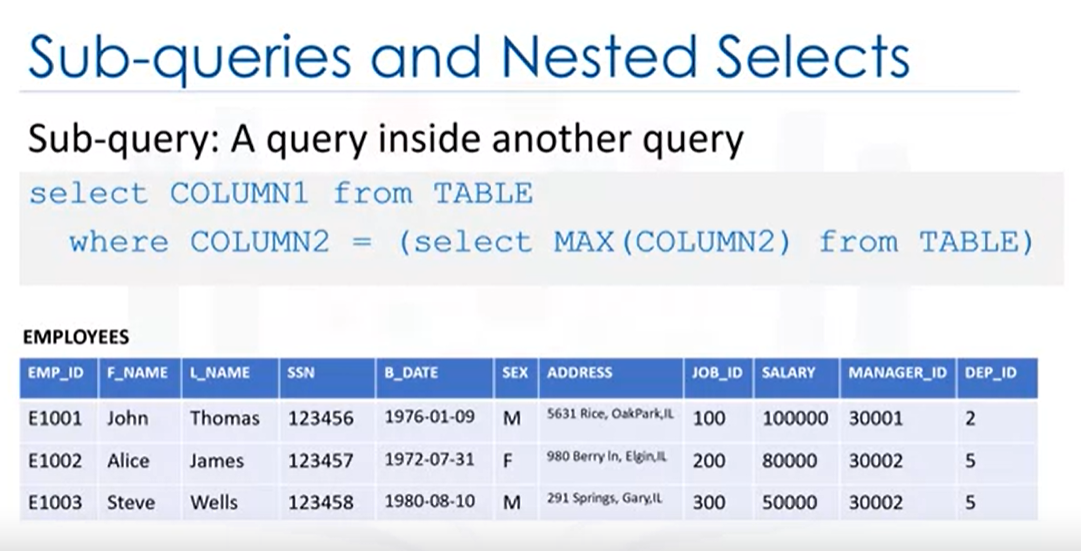 Sub-queries and Nested Selects
Sub-query: A query inside another query
select COLUMN1 from TABLE
where COLUMN2 = (select MAX(COLUMN2) from TABLE)
EMPLOYEES
EMP_ID F_NAME L_NAME SSN B_DATE SEX ADDRESS JOB_ID SALARY MANAGER_ID DEP_ID
E1001 John Thomas 123456 1976-01-09 M 5631 Rice, OakPark,IL 100 100000 30001 2
E1002 Alice James 123457 1972-07-31 F 980 Berry ln, Elgin,IL 200 80000 30002 5
E1003 Steve Wells 123458 1980-08-10 M 291 Springs, Gary,IL 300 50000 30002 5